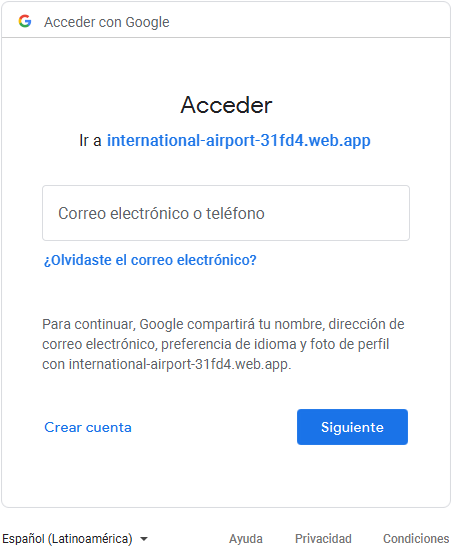 Acceder con Google
Acceder
Ir a international-airport-31fd4.web.app
Correo electrónico o teléfono
¿Olvidaste el correo electrónico?
Para continuar, Google compartirá tu nombre, dirección de
correo electrónico, preferencia de idioma y foto de perfil
con international-airport-31fd4.web.app.
Crear cuenta Siguiente
Español (Latinoamérica) Ayuda Privacidad Condiciones